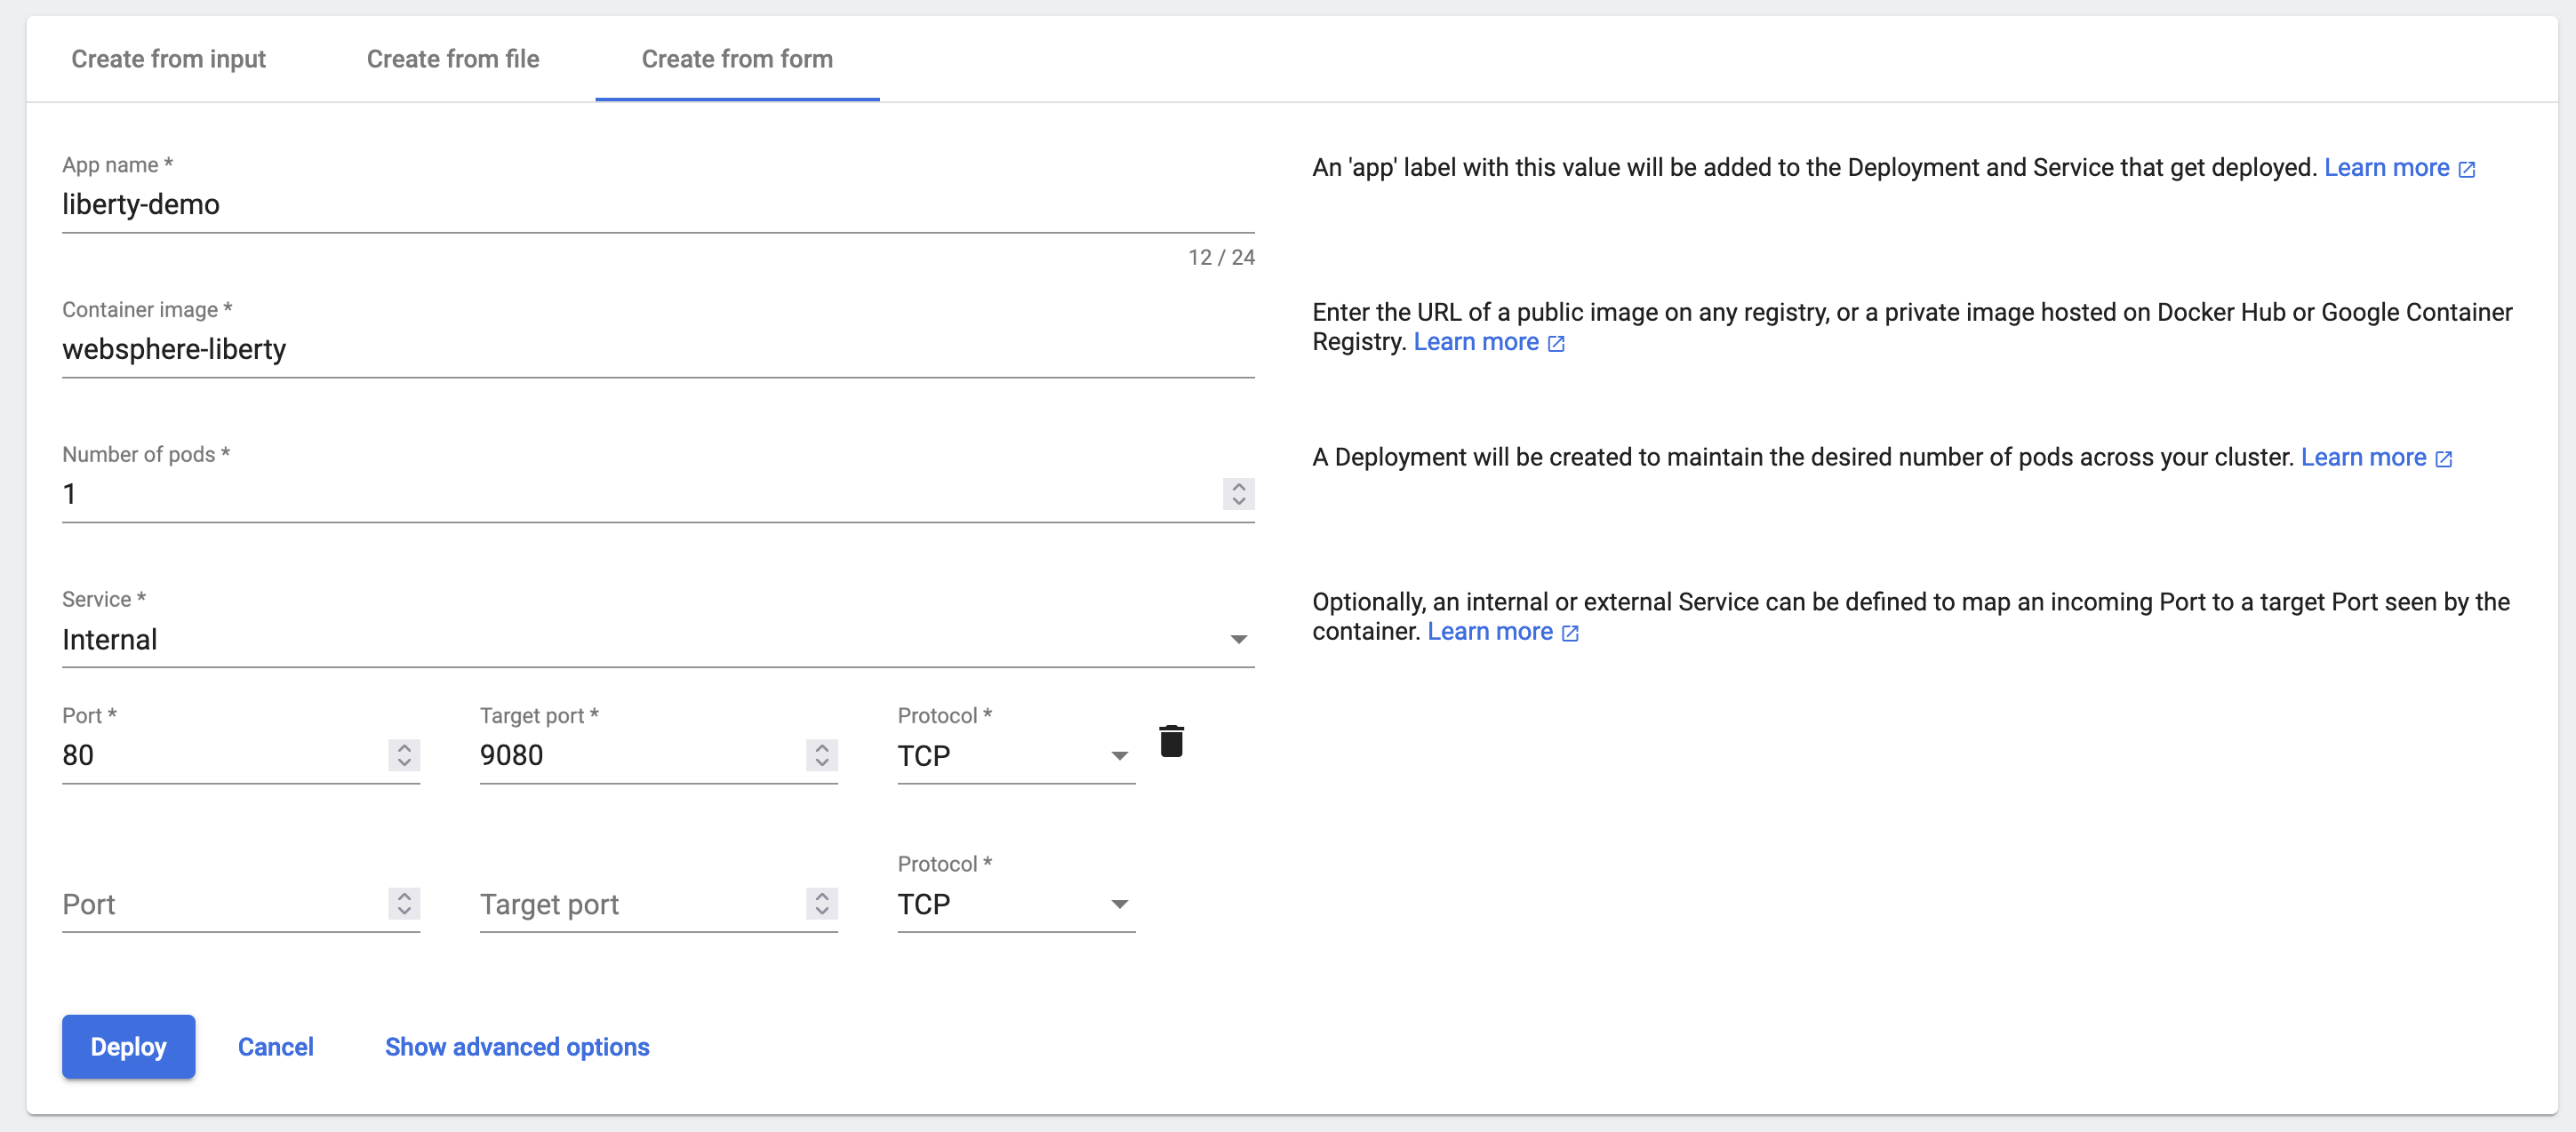 Create from input Create from file Create from form
App name *
liberty-demo
12 / 24
An 'app' label with this value will be added to the Deployment and Service that get deployed. Learn more
Container image *
websphere-liberty
Enter the URL of a public image on any registry, or a private image hosted on Docker Hub or Google Container
Registry. Learn more
Number of pods *
1
A Deployment will be created to maintain the desired number of pods across your cluster. Learn more
Service *
Internal
Optionally, an internal or external Service can be defined to map an incoming Port to a target Port seen by the
container. Learn more
Port * Target port * Protocol *
80 9080 TCP
Protocol *
Port Target port TCP
Deploy Cancel Show advanced options